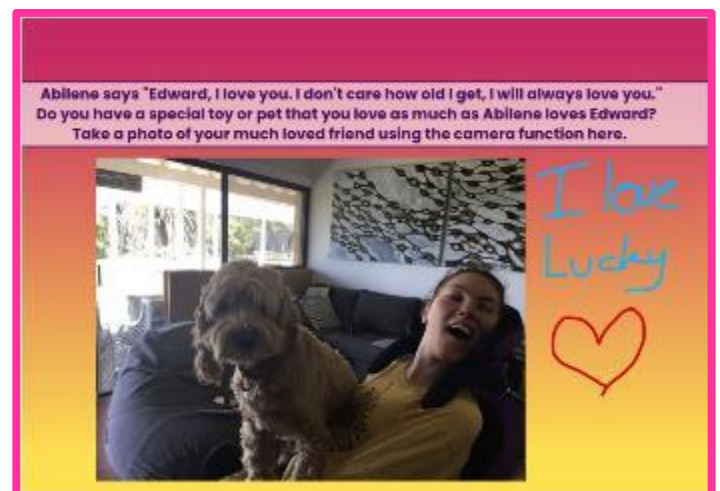 Abilene says "Edward, I love you. I don't care how old I get, I will always love you."
Do you have a special toy or pet that you love as much as Abilene loves Edward?
Take a photo of your much loved friend using the camera function here.
I love
Lucky